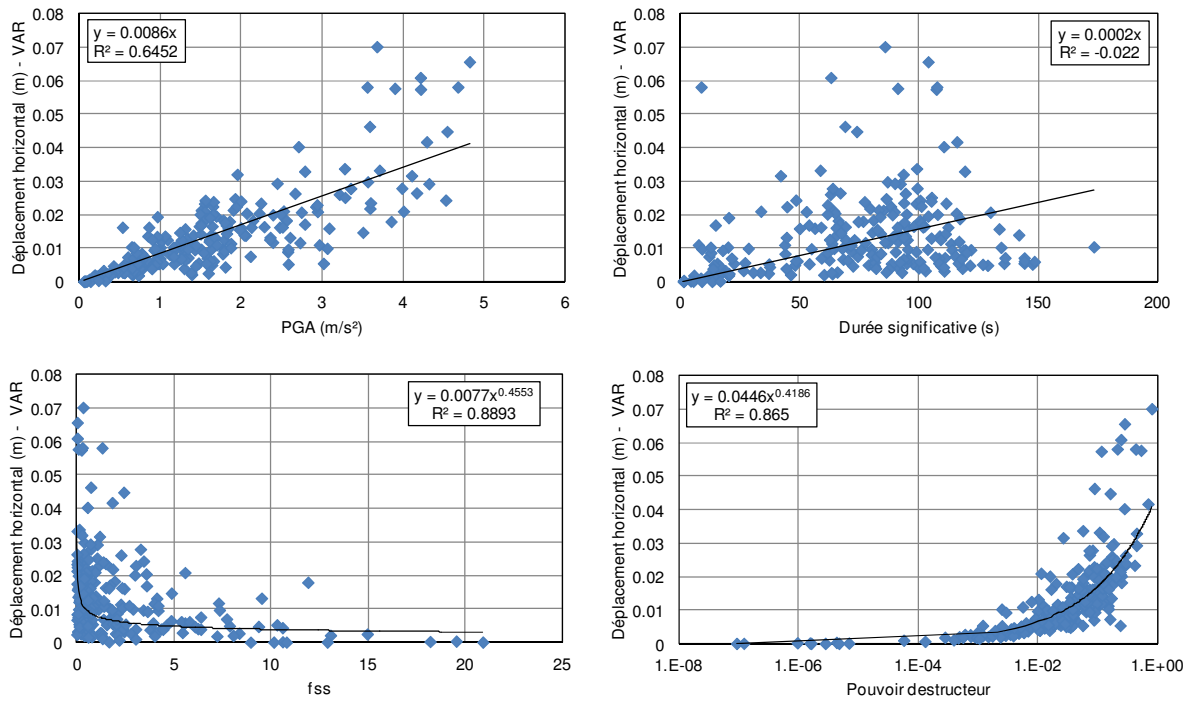 Déplacement horizontal (m) - VAR
0.08
0.07
0.06
0.05
0.04
0.03
0.02
0.01
0
y = 0.0086x
R² = 0.6452
0 1 2 3 4 5 6
PGA (m/s²)
Déplacement horizontal (m) - VAR
0.08
0.07
0.06
0.05
0.04
0.03
0.02
0.01
0
y = 0.0002x
R² = -0.022
0 50 100 150 200
Durée significative (s)
Déplacement horizontal (m) - VAR
0.08
0.07
0.06
0.05
0.04
0.03
0.02
0.01
0
y = 0.0077x^0.4553
R² = 0.8893
0 5 10 15 20 25
fss
Déplacement horizontal (m) - VAR
0.08
0.07
0.06
0.05
0.04
0.03
0.02
0.01
0
y = 0.0446x^0.4186
R² = 0.865
1.E-08 1.E-06 1.E-04 1.E-02 1.E+00
Pouvoir destructeur